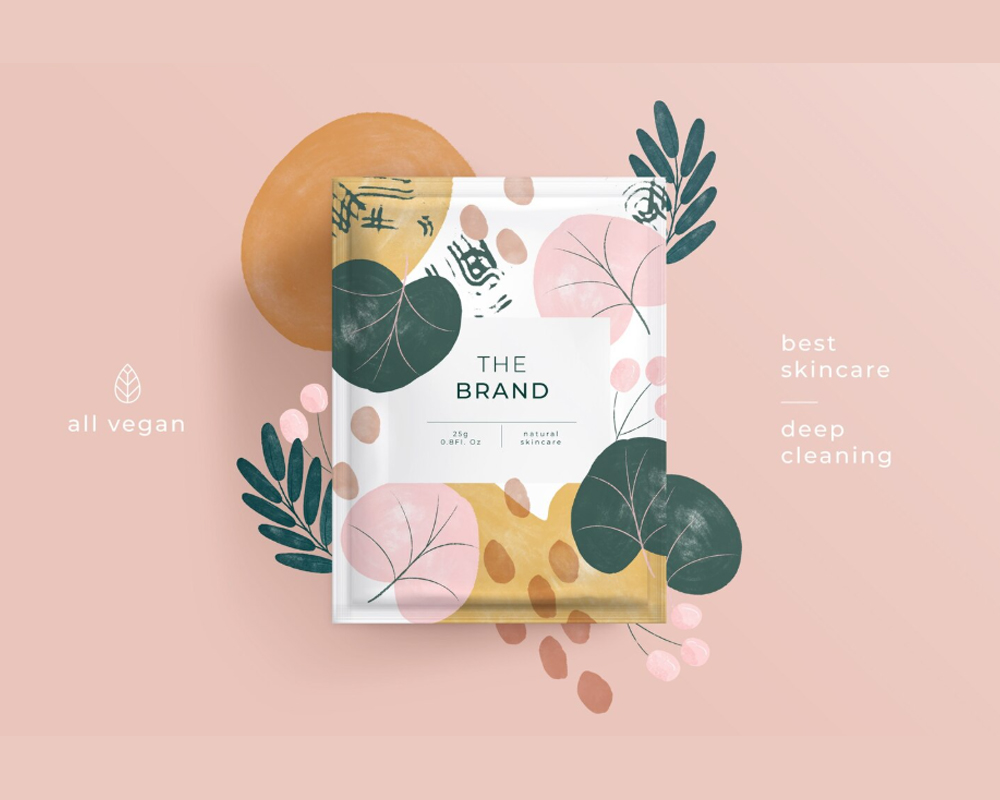 all vegan
THE
BRAND
25g
0.8Fl. Oz
natural
skincare
best
skincare
deep
cleaning